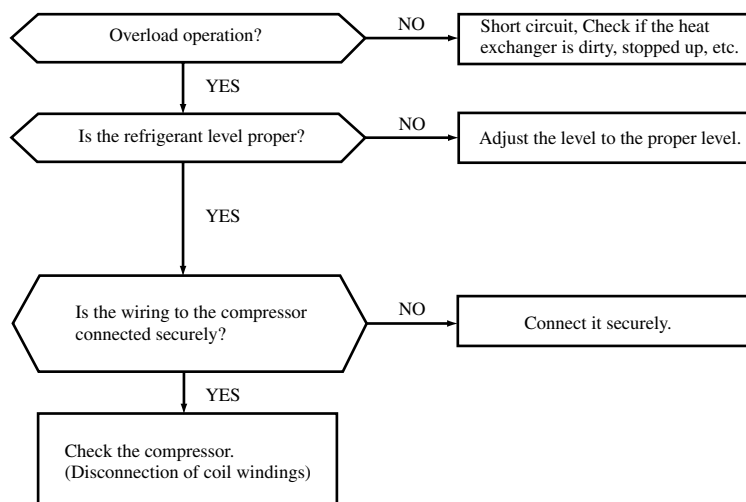 Overload operation?
NO
Short circuit, Check if the heat
exchanger is dirty, stopped up, etc.
YES
Is the refrigerant level proper?
NO
Adjust the level to the proper level.
YES
Is the wiring to the compressor
connected securely?
NO
Connect it securely.
YES
Check the compressor.
(Disconnection of coil windings)